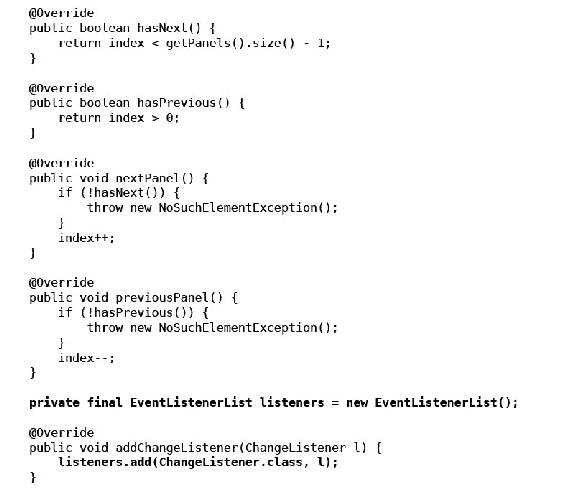 @Override
public boolean hasNext() {
    return index < getPanels().size() - 1;
}
@Override
public boolean hasPrevious() {
    return index > 0;
}
@Override
public void nextPanel() {
    if (!hasNext()) {
        throw new NoSuchElementException();
    }
    index++;
}
@Override
public void previousPanel() {
    if (!hasPrevious()) {
        throw new NoSuchElementException();
    }
    index--;
}
private final EventListenerList listeners = new EventListenerList();
@Override
public void addChangeListener(ChangeListener l) {
    listeners.add(ChangeListener.class, l);
}